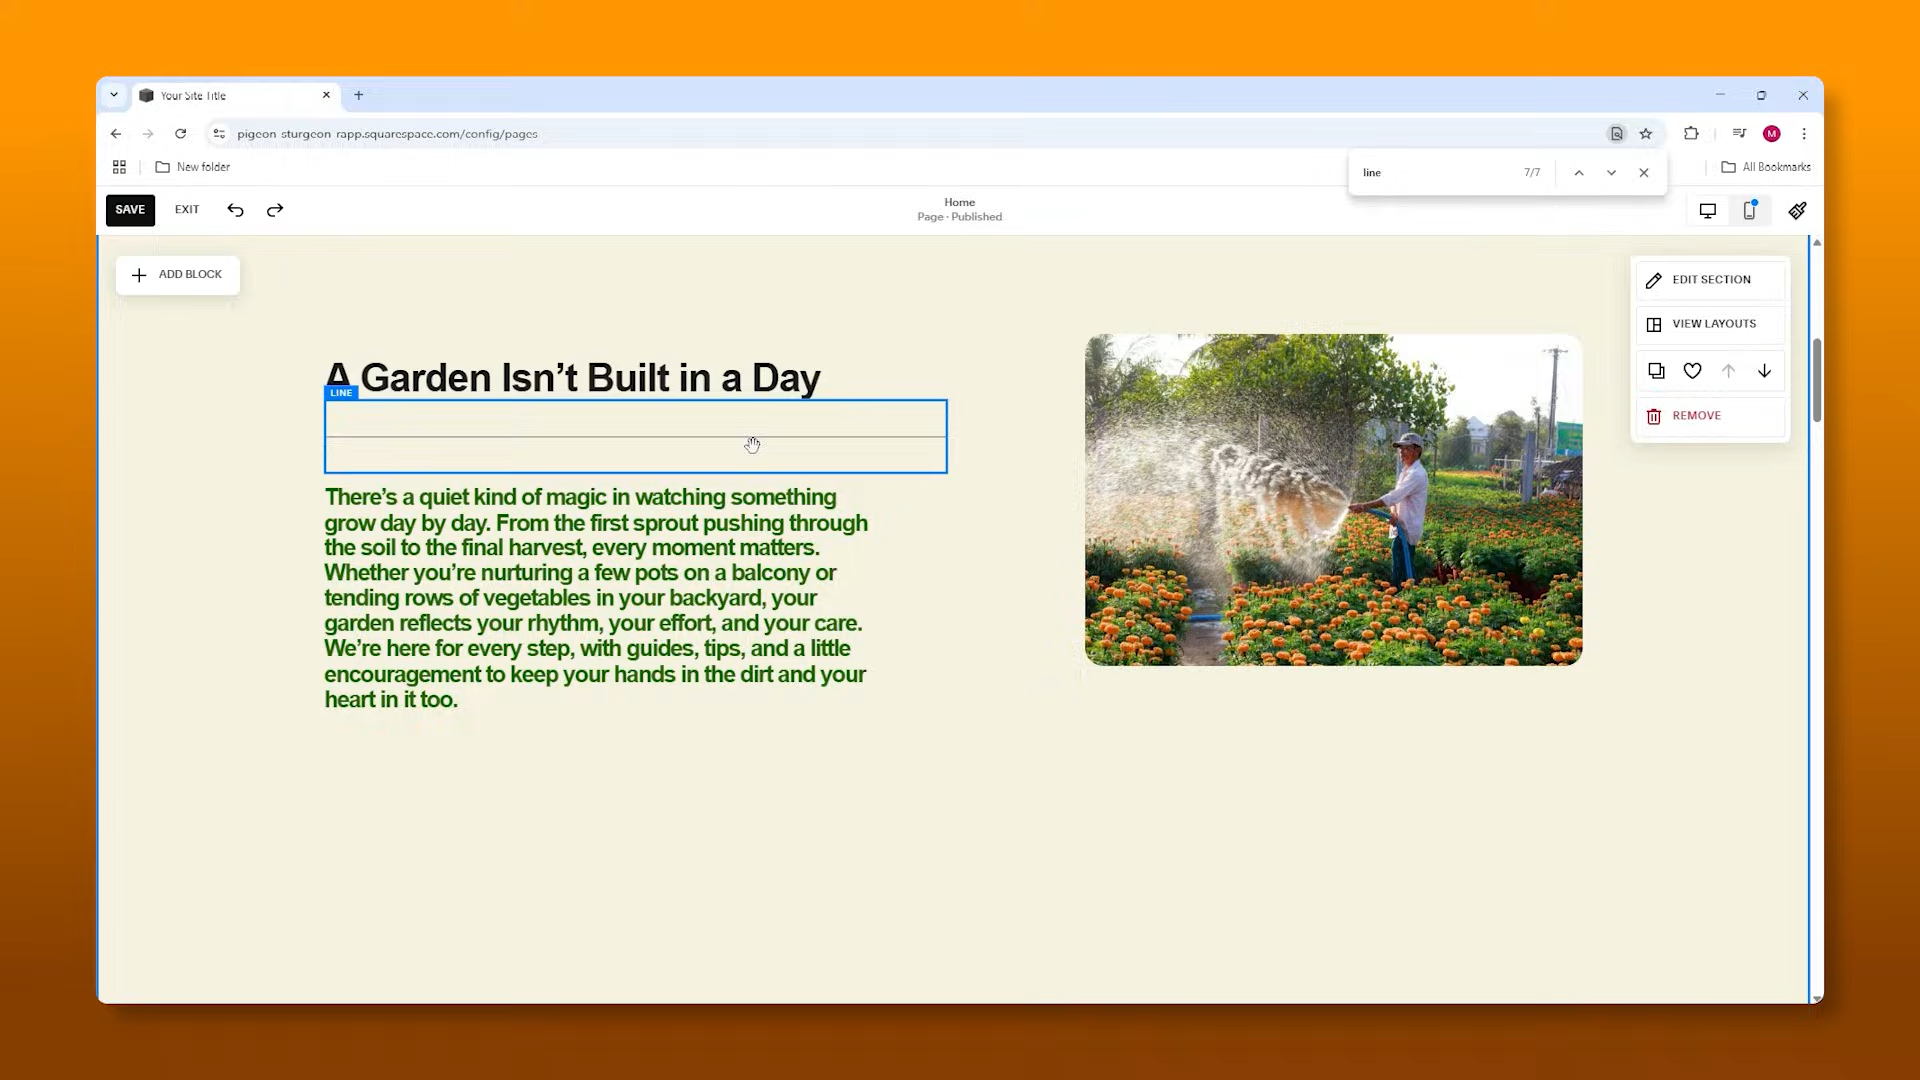 Your Site Title
pigeon-sturgeon-rapp.squarespace.com/config/pages
M
New folder
All Bookmarks
line
7/7
SAVE
EXIT
Home
Page · Published
ADD BLOCK
EDIT SECTION
VIEW LAYOUTS
REMOVE
A Garden Isn’t Built in a Day
LINE
There’s a quiet kind of magic in watching something
grow day by day. From the first sprout pushing through
the soil to the final harvest, every moment matters.
Whether you’re nurturing a few pots on a balcony or
tending rows of vegetables in your backyard, your
garden reflects your rhythm, your effort, and your care.
We’re here for every step, with guides, tips, and a little
encouragement to keep your hands in the dirt and your
heart in it too.